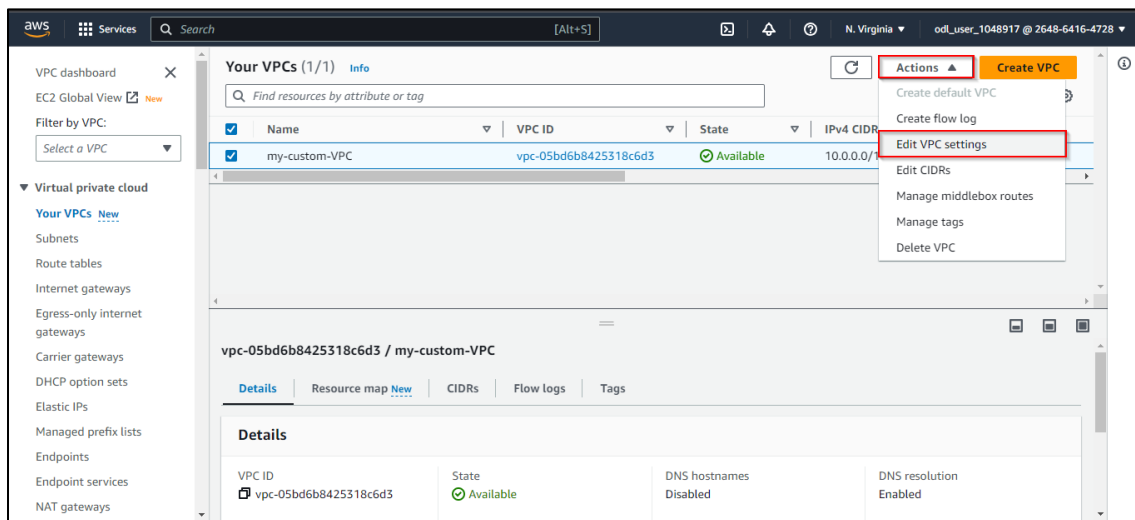 aws
Services
Search
[Alt+S]
N. Virginia
odl_user_1048917 @ 2648-6416-4728
VPC dashboard
EC2 Global View New
Filter by VPC:
Select a VPC
Virtual private cloud
Your VPCs New
Subnets
Route tables
Internet gateways
Egress-only internet
gateways
Carrier gateways
DHCP option sets
Elastic IPs
Managed prefix lists
Endpoints
Endpoint services
NAT gateways
Your VPCs (1/1) Info
Actions
Create VPC
Find resources by attribute or tag
Name
VPC ID
State
IPv4 CIDR
my-custom-VPC
vpc-05bd6b8425318c6d3
Available
10.0.0.0/1
Create default VPC
Create flow log
Edit VPC settings
Edit CIDRs
Manage middlebox routes
Manage tags
Delete VPC
vpc-05bd6b8425318c6d3 / my-custom-VPC
Details
Resource map New
CIDRs
Flow logs
Tags
Details
VPC ID
vpc-05bd6b8425318c6d3
State
Available
DNS hostnames
Disabled
DNS resolution
Enabled